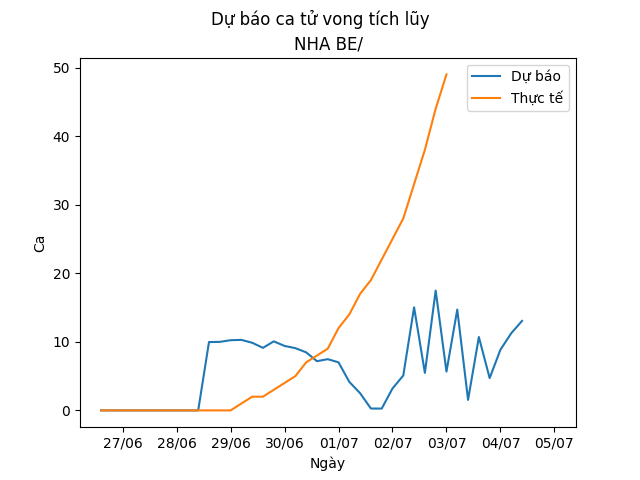 Dự báo ca tử vong tích lũy
NHA BE/
Dự báo
Thực tế
50
40
30
20
10
0
Ca
27/06 28/06 29/06 30/06 01/07 02/07 03/07 04/07 05/07
Ngày